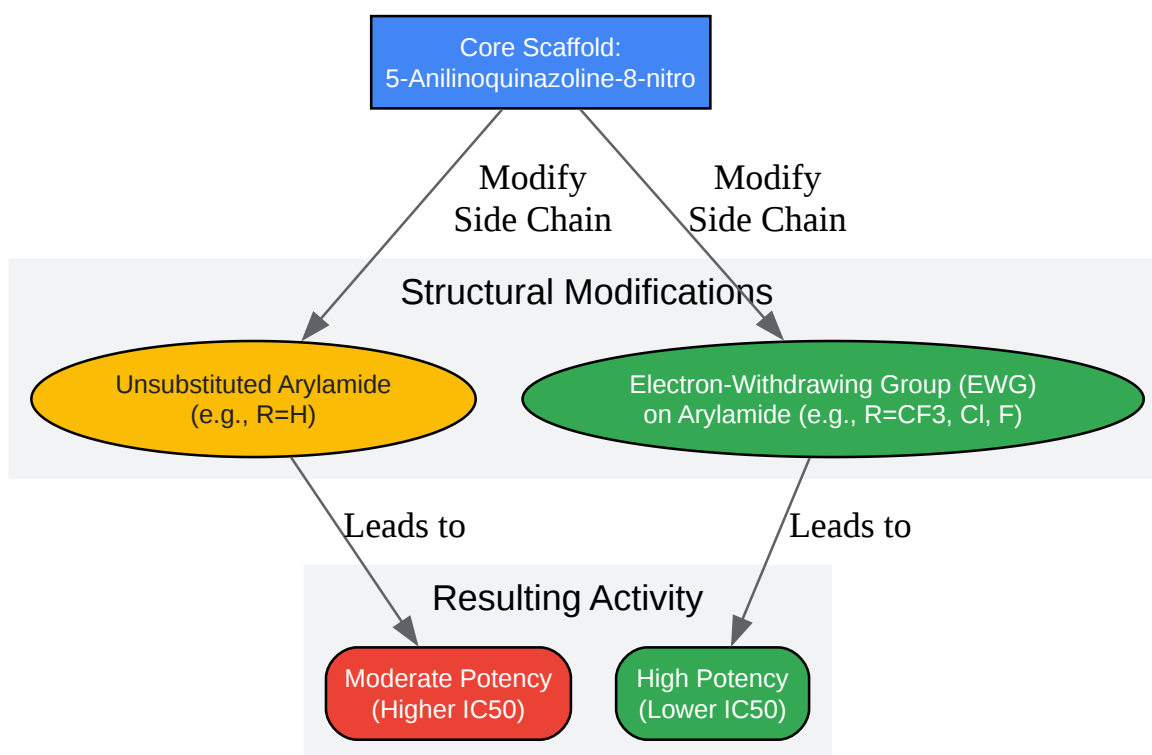 Core Scaffold:
5-Anilinoquinazoline-8-nitro
Modify
Side Chain
Modify
Side Chain
Structural Modifications
Unsubstituted Arylamide
(e.g., R=H)
Electron-Withdrawing Group (EWG)
on Arylamide (e.g., R=CF3, Cl, F)
Leads to
Leads to
Resulting Activity
Moderate Potency
(Higher IC50)
High Potency
(Lower IC50)